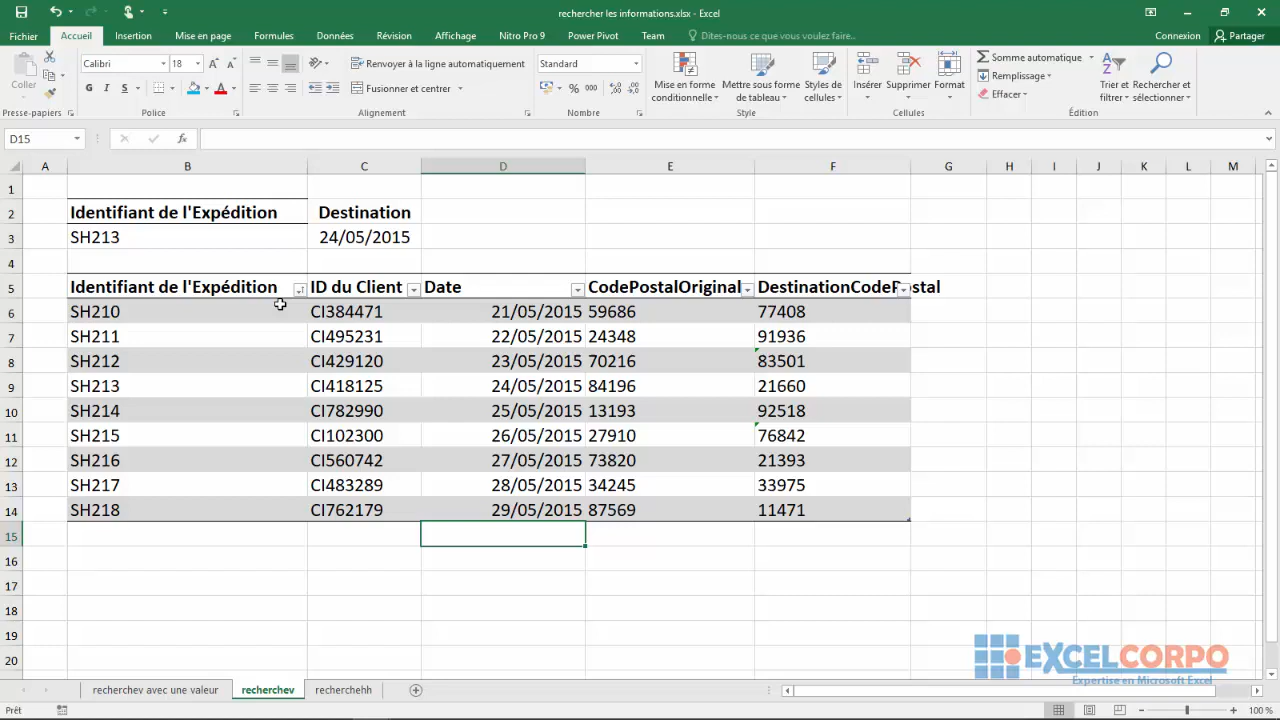 rechercher les informations.xlsx - Excel
Fichier Accueil Insertion Mise en page Formules Données Révision Affichage Nitro Pro 9 Power Pivot Team Dites-nous ce que vous voulez faire... Connexion Partager
Coller
Calibri 18
Renvoyer à la ligne automatiquement
Standard
Mise en forme conditionnelle
Mettre sous forme de tableau
Styles de cellules
Insérer Supprimer Format
Somme automatique
Remplissage
Effacer
Trier et filtrer
Rechercher et sélectionner
G I S
Fusionner et centrer
% 000
Presse-papiers Police Alignement Nombre Style Cellules Édition
D15 fx
A B C D E F G H I J K L M
1
2 Identifiant de l'Expédition Destination
3 SH213 24/05/2015
4
5 Identifiant de l'Expédition ID du Client Date CodePostalOriginal DestinationCodePostal
6 SH210 CI384471 21/05/2015 59686 77408
7 SH211 CI495231 22/05/2015 24348 91936
8 SH212 CI429120 23/05/2015 70216 83501
9 SH213 CI418125 24/05/2015 84196 21660
10 SH214 CI782990 25/05/2015 13193 92518
11 SH215 CI102300 26/05/2015 27910 76842
12 SH216 CI560742 27/05/2015 73820 21393
13 SH217 CI483289 28/05/2015 34245 33975
14 SH218 CI762179 29/05/2015 87569 11471
15
16
17
18
19
20
EXCELCORPO
Expertise en Microsoft Excel
recherchev avec une valeur recherchev recherchehh
Prêt 100 %